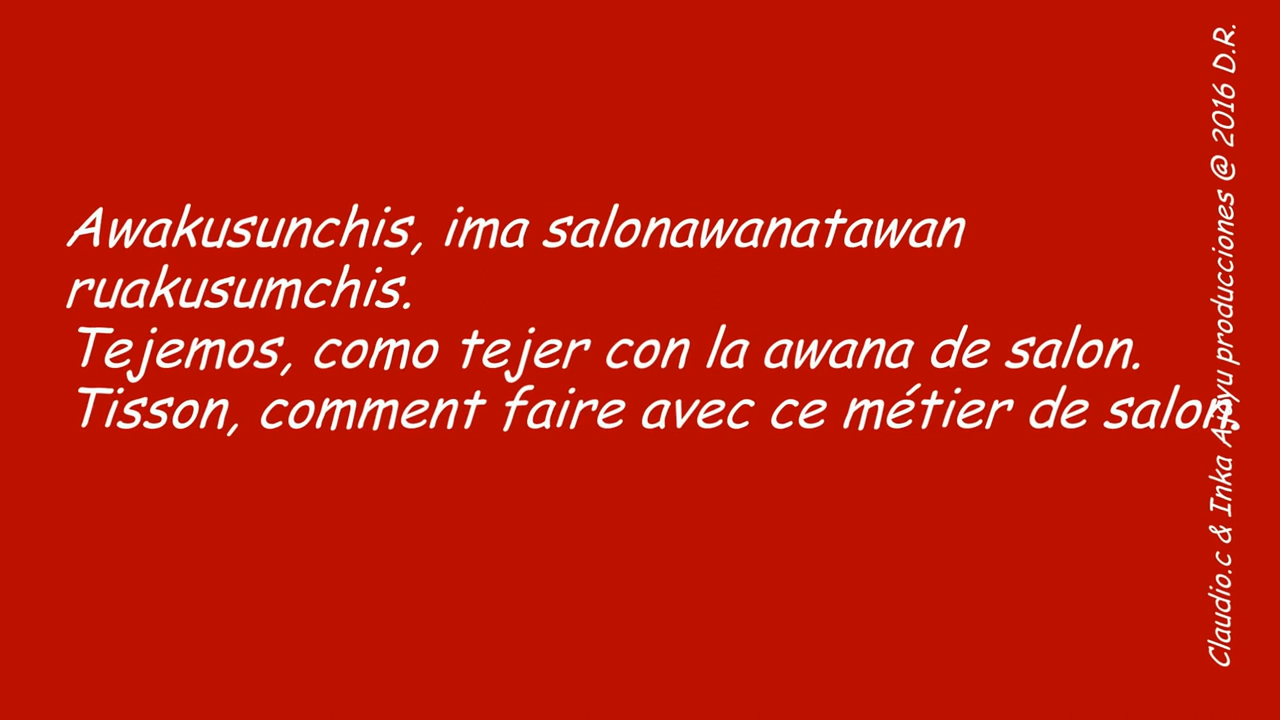 Awakusunchis, ima salonawanatawan
ruakusumchis.
Tejemos, como tejer con la awana de salon.
Tisson, comment faire avec ce métier de salon,
Claudio.c & Inka Ajayu producciones @ 2016 D.R.